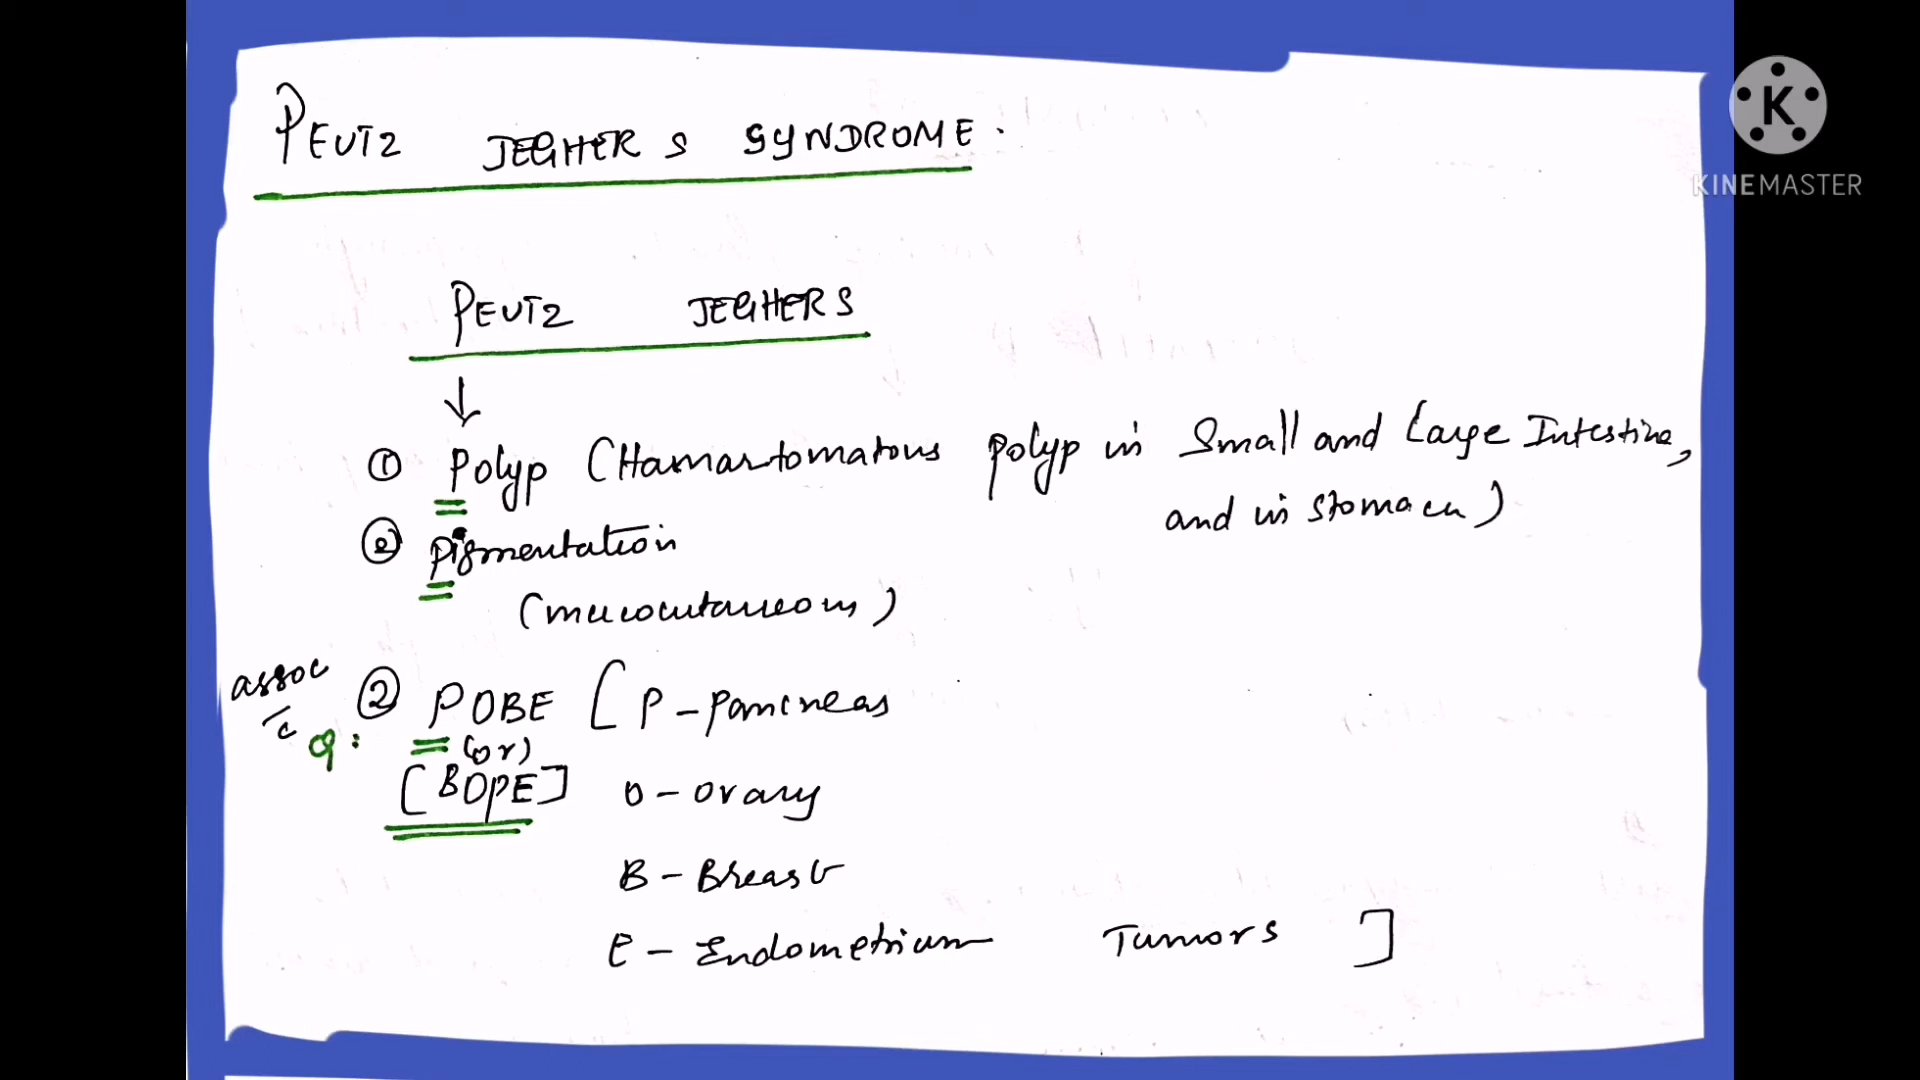 PEUTZ JEGHERS SYNDROME.
KINEMASTER
PEUTZ JEGHERS
↓
① Polyp (Hamartomatous polyp in Small and Large Intestine,
and in stomach)
② Pigmentation
(mucocutaneous)
assoc c̅
② POBE [ P - Pancreas
Q:
(or)
[BOPE] O - Ovary
B - Breast
E - Endometrium Tumors ]